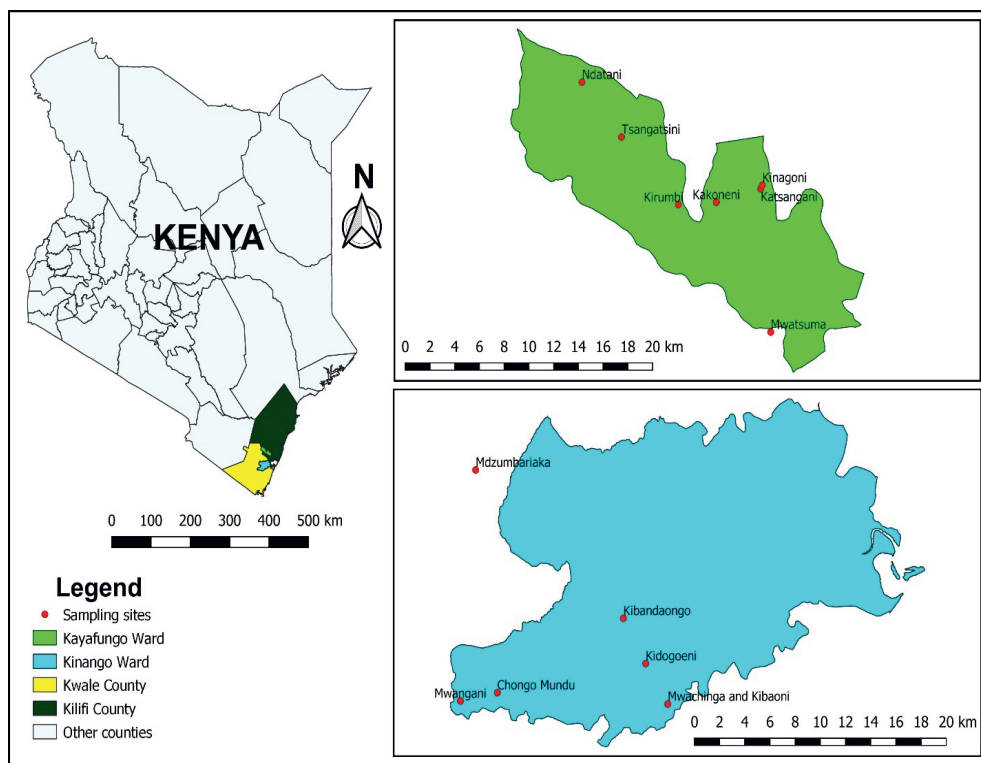 N
KENYA
0 100 200 300 400 500 km
Legend
Sampling sites
Kayafungo Ward
Kinango Ward
Kwale County
Kilifi County
Other counties
Ndatani
Tsangatsini
Kinagoni
Katsangani
Kirumbi
Kakoneni
Mwatsuma
0 2 4 6 8 10 12 14 16 18 20 km
Mdzumbariaka
Kibandaongo
Kidogoeni
Chongo Mundu
Mwangani
Mwachinga and Kibaoni
0 2 4 6 8 10 12 14 16 18 20 km